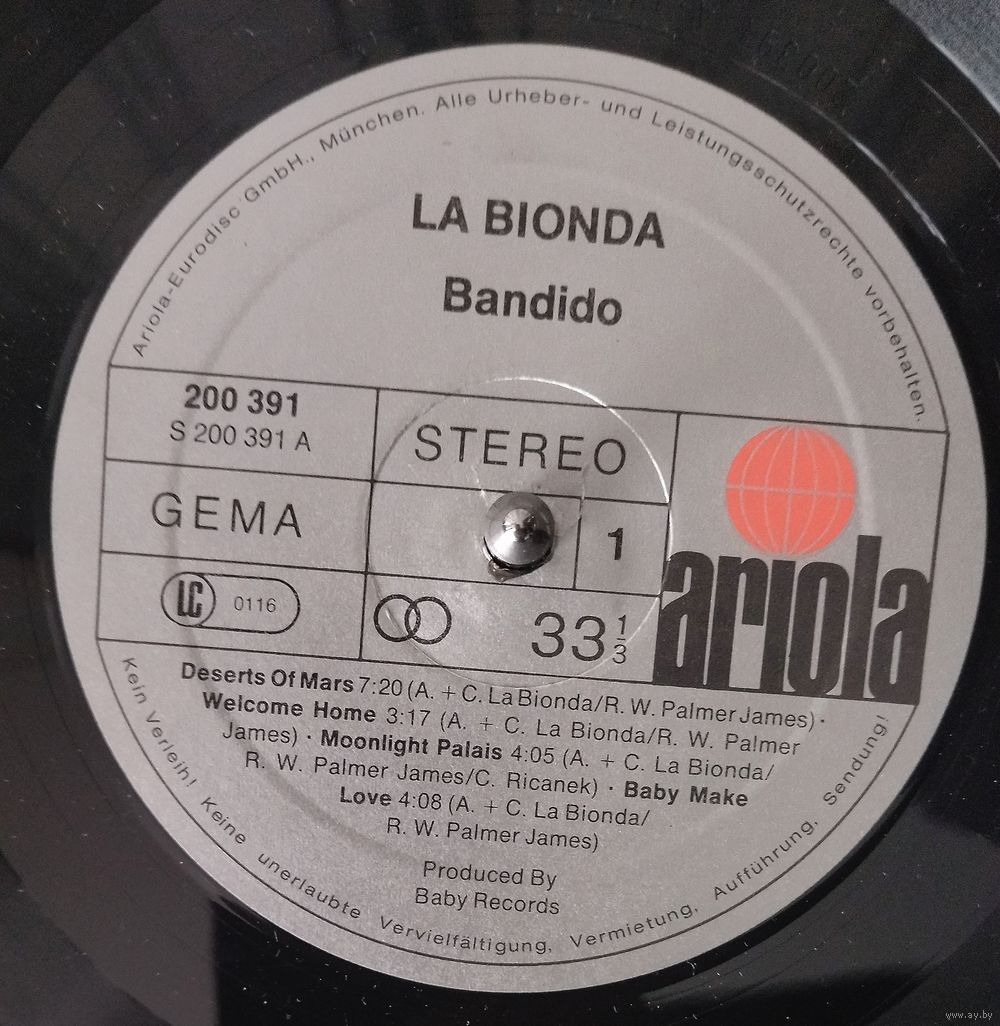 Ariola-Eurodisc GmbH., München. Alle Urheber- und Leistungsschutzrechte vorbehalten.
LA BIONDA
Bandido
200 391
S 200 391 A
STEREO
GEMA
1
LC 0116
33 1/3
ariola
Deserts Of Mars 7:20 (A. + C. La Bionda/R. W. Palmer James) ·
Welcome Home 3:17 (A. + C. La Bionda/R. W. Palmer
James) · Moonlight Palais 4:05 (A. + C. La Bionda/
R. W. Palmer James/C. Ricanek) · Baby Make
Love 4:08 (A. + C. La Bionda/
R. W. Palmer James)
Produced By
Baby Records
Kein Verleih! Keine unerlaubte Vervielfältigung, Vermietung, Aufführung, Sendung!
www.ay.by